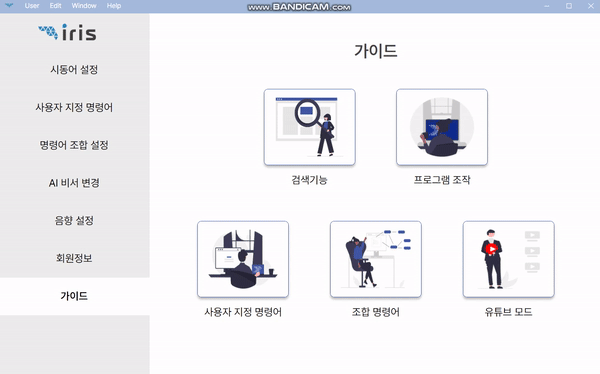 User Edit Window Help
www.BANDICAM.com
iris
시동어 설정
사용자 지정 명령어
명령어 조합 설정
AI 비서 변경
음향 설정
회원정보
가이드
가이드
검색기능
프로그램 조작
사용자 지정 명령어
조합 명령어
유튜브 모드